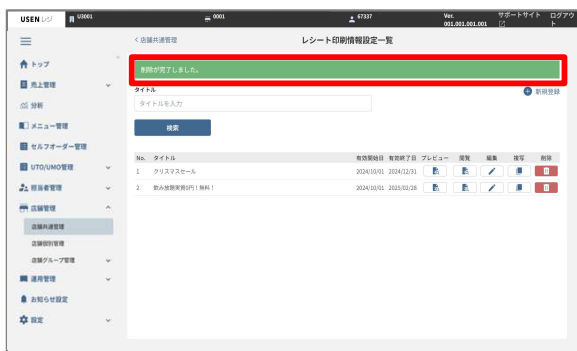 USEN レジ U3001 0001 67337 Ver. 001.001.001.001 サポートサイト ログアウト
トップ
売上管理
分析
メニュー管理
セルフオーダー管理
UTO/UMO管理
担当者管理
店舗管理
店舗共通管理
店舗個別管理
店舗グループ管理
運用管理
お知らせ設定
設定
< 店舗共通管理 レシート印刷情報設定一覧
削除が完了しました。
タイトル 新規登録
タイトルを入力
検索
No. タイトル 有効開始日 有効終了日 プレビュー 閲覧 編集 複写 削除
1 クリスマスセール 2024/10/01 2024/12/31
2 飲み放題実質0円！無料！ 2024/10/01 2025/02/28